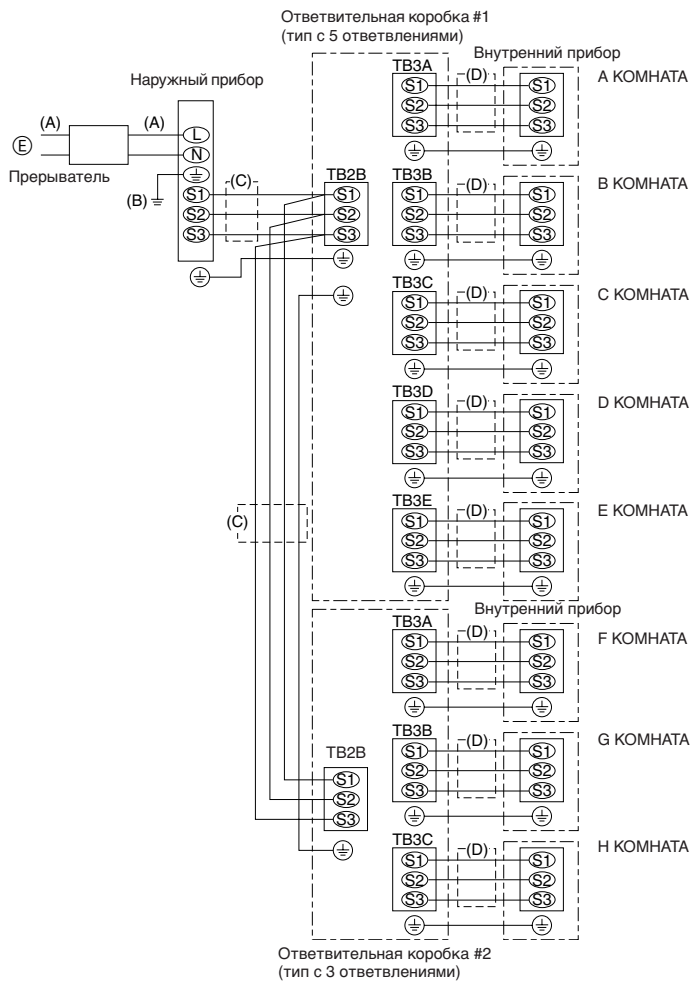 Ответвительная коробка #1
(тип с 5 ответвлениями)
Внутренний прибор
Наружный прибор
TB3A
(D)
A КОМНАТА
S1
S1
S2
S2
S3
S3
(A)
(A)
L
E
N
Прерыватель
(B)
S1
(C)
S2
S3
TB2B
S1
S2
S3
TB3B
(D)
B КОМНАТА
S1
S1
S2
S2
S3
S3
TB3C
(D)
C КОМНАТА
S1
S1
S2
S2
S3
S3
TB3D
(D)
D КОМНАТА
S1
S1
S2
S2
S3
S3
(C)
TB3E
(D)
E КОМНАТА
S1
S1
S2
S2
S3
S3
Внутренний прибор
TB3A
(D)
F КОМНАТА
S1
S1
S2
S2
S3
S3
TB3B
(D)
G КОМНАТА
S1
S1
S2
S2
S3
S3
TB2B
S1
S2
S3
TB3C
(D)
H КОМНАТА
S1
S1
S2
S2
S3
S3
Ответвительная коробка #2
(тип с 3 ответвлениями)